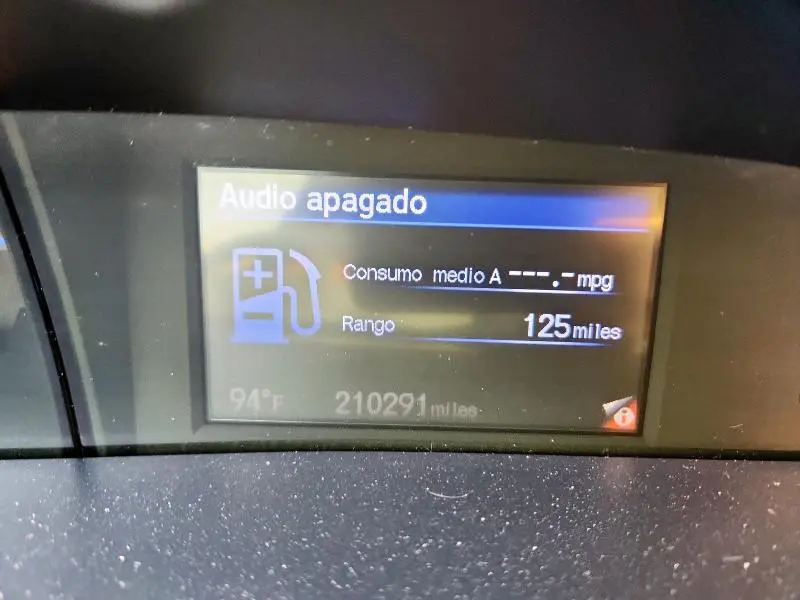 Audio apagado
Consumo medio A ---.- mpg
Rango 125 miles
94°F 210291 miles